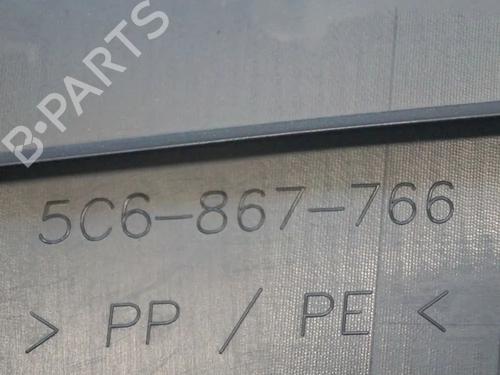 B-PARTS
5C6-867-766
> PP / PE <